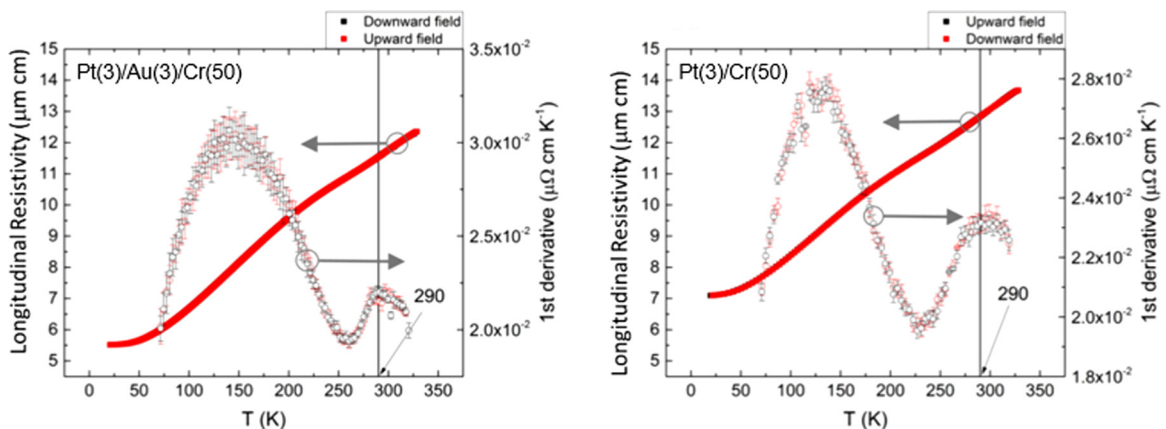 Downward field
Upward field
Pt(3)/Au(3)/Cr(50)
Longitudinal Resistivity (μm cm)
15
14
13
12
11
10
9
8
7
6
5
3.5x10⁻²
3.0x10⁻²
2.5x10⁻²
2.0x10⁻²
1st derivative (μΩ cm K⁻¹)
290
0 50 100 150 200 250 300 350
T (K)
Upward field
Downward field
Pt(3)/Cr(50)
Longitudinal Resistivity (μm cm)
15
14
13
12
11
10
9
8
7
6
5
2.8x10⁻²
2.6x10⁻²
2.4x10⁻²
2.2x10⁻²
2.0x10⁻²
1.8x10⁻²
1st derivative (μΩ cm K⁻¹)
290
0 50 100 150 200 250 300 350
T (K)